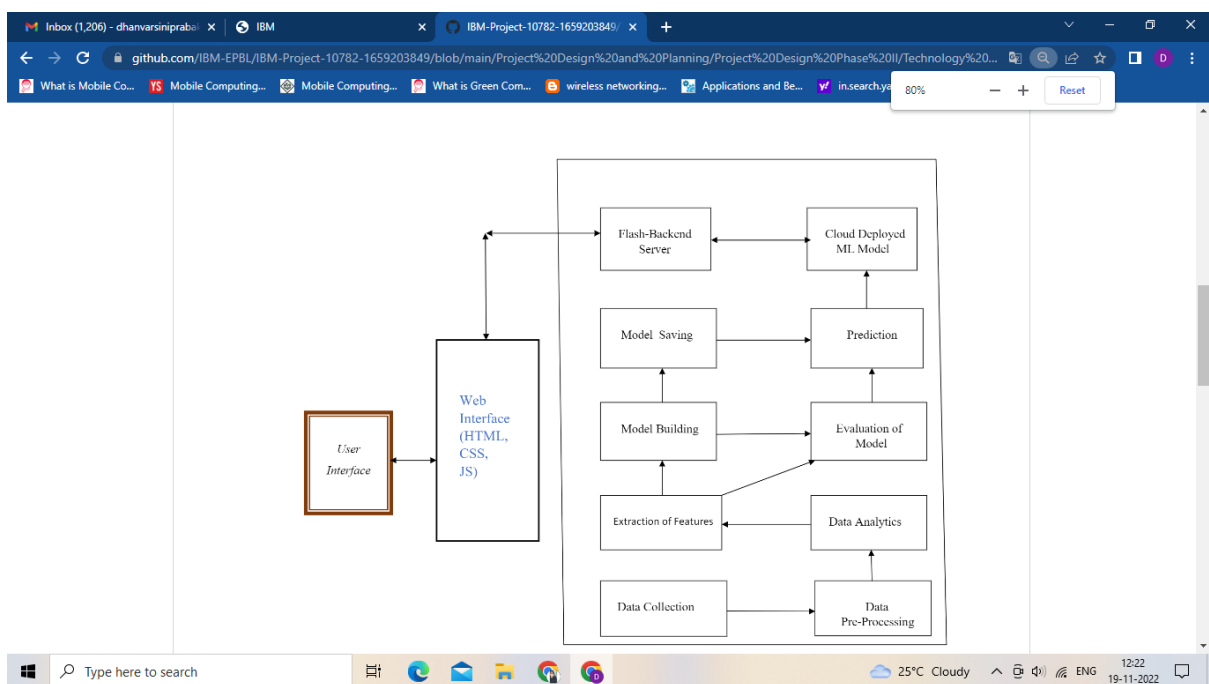 Inbox (1,206) - dhanvarsiniprabal
IBM
IBM-Project-10782-1659203849/
github.com/IBM-EPBL/IBM-Project-10782-1659203849/blob/main/Project%20Design%20and%20Planning/Project%20Design%20Phase%20II/Technology%20...
D
What is Mobile Co...
YS Mobile Computing...
Mobile Computing...
What is Green Com...
wireless networking...
Applications and Be...
y! in.search.ya
80%
Reset
Flash-Backend
Server
Cloud Deployed
ML Model
Model Saving
Prediction
Web
Interface
(HTML,
CSS,
JS)
User
Interface
Model Building
Evaluation of
Model
Extraction of Features
Data Analytics
Data Collection
Data
Pre-Processing
Type here to search
25°C Cloudy
ENG
12:22
19-11-2022